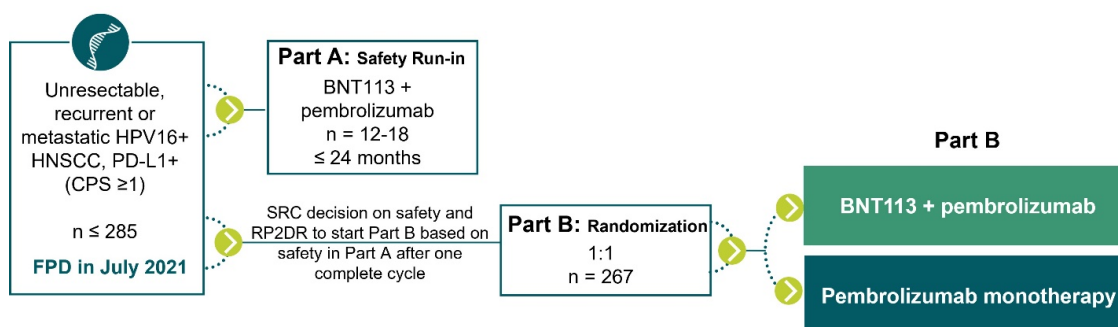 Unresectable,
recurrent or
metastatic HPV16+
HNSCC, PD-L1+
(CPS ≥1)
n ≤ 285
FPD in July 2021
Part A: Safety Run-in
BNT113 +
pembrolizumab
n = 12-18
≤ 24 months
SRC decision on safety and
RP2DR to start Part B based on
safety in Part A after one
complete cycle
Part B: Randomization
1:1
n = 267
Part B
BNT113 + pembrolizumab
Pembrolizumab monotherapy